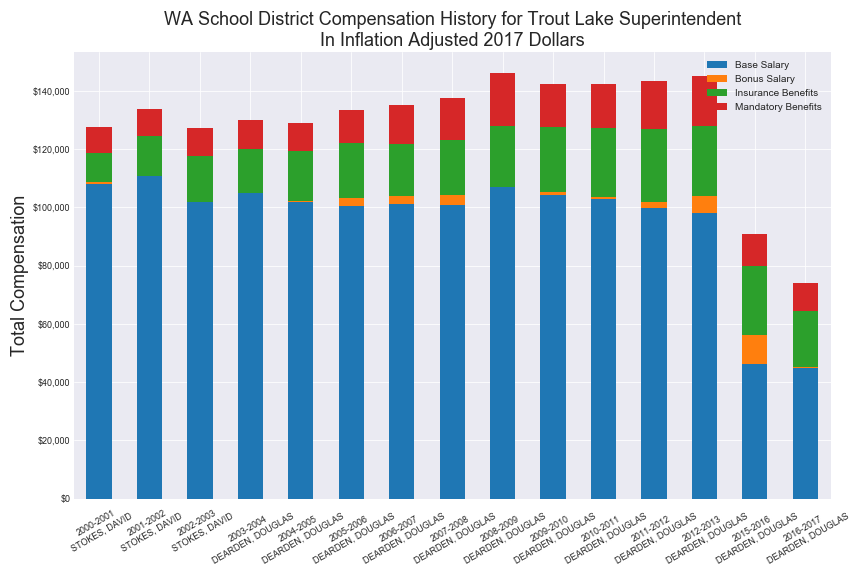 WA School District Compensation History for Trout Lake Superintendent
In Inflation Adjusted 2017 Dollars
Base Salary
Bonus Salary
Insurance Benefits
Mandatory Benefits
Total Compensation
$140,000
$120,000
$100,000
$80,000
$60,000
$40,000
$20,000
$0
2000-2001
STOKES, DAVID
2001-2002
STOKES, DAVID
2002-2003
STOKES, DAVID
2003-2004
DEARDEN, DOUGLAS
2004-2005
DEARDEN, DOUGLAS
2005-2006
DEARDEN, DOUGLAS
2006-2007
DEARDEN, DOUGLAS
2007-2008
DEARDEN, DOUGLAS
2008-2009
DEARDEN, DOUGLAS
2009-2010
DEARDEN, DOUGLAS
2010-2011
DEARDEN, DOUGLAS
2011-2012
DEARDEN, DOUGLAS
2012-2013
DEARDEN, DOUGLAS
2015-2016
DEARDEN, DOUGLAS
2016-2017
DEARDEN, DOUGLAS